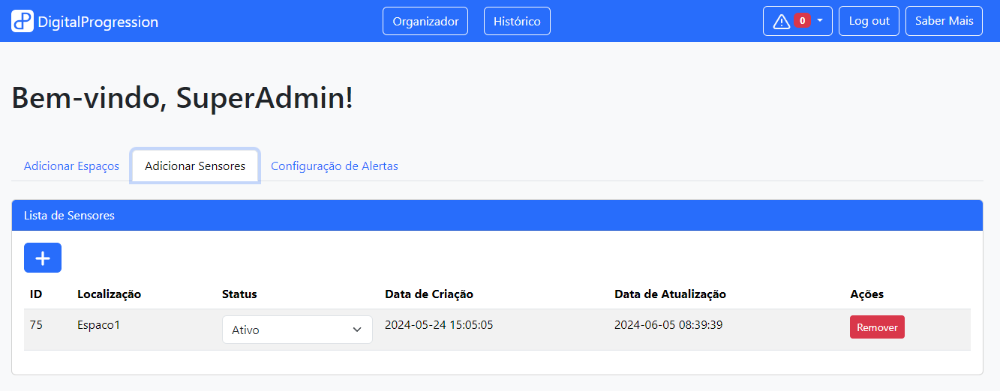 DigitalProgression Organizador Histórico 0 Log out Saber Mais
Bem-vindo, SuperAdmin!
Adicionar Espaços Adicionar Sensores Configuração de Alertas
Lista de Sensores
+
ID Localização Status Data de Criação Data de Atualização Ações
75 Espaco1 Ativo 2024-05-24 15:05:05 2024-06-05 08:39:39 Remover